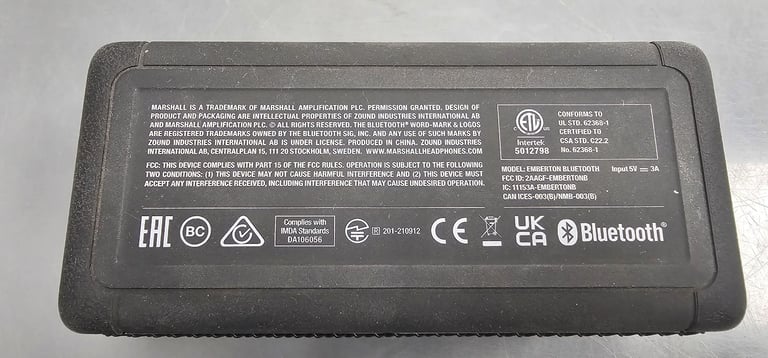 MARSHALL IS A TRADEMARK OF MARSHALL AMPLIFICATION PLC. PERMISSION GRANTED. DESIGN OF
PRODUCT AND PACKAGING ARE INTELLECTUAL PROPERTIES OF ZOUND INDUSTRIES INTERNATIONAL AB
AND MARSHALL AMPLIFICATION PLC. © ALL RIGHTS RESERVED. THE BLUETOOTH® WORD-MARK & LOGOS
ARE REGISTERED TRADEMARKS OWNED BY THE BLUETOOTH SIG, INC. AND ANY USE OF SUCH MARKS BY
ZOUND INDUSTRIES INTERNATIONAL AB IS UNDER LICENSE. PRODUCED IN CHINA. ZOUND INDUSTRIES
INTERNATIONAL AB, CENTRALPLAN 15, 111 20 STOCKHOLM, SWEDEN. WWW.MARSHALLHEADPHONES.COM
FCC: THIS DEVICE COMPLIES WITH PART 15 OF THE FCC RULES. OPERATION IS SUBJECT TO THE FOLLOWING
TWO CONDITIONS: (1) THIS DEVICE MAY NOT CAUSE HARMFUL INTERFERENCE AND (2) THIS DEVICE MUST
ACCEPT ANY INTERFERENCE RECEIVED, INCLUDING INTERFERENCE THAT MAY CAUSE UNDESIRED OPERATION.
ETL
Intertek
5012798
CONFORMS TO
UL STD. 62368-1
CERTIFIED TO
CSA STD. C22.2
No. 62368-1
MODEL: EMBERTON BLUETOOTH Input 5V ⎓ 3A
FCC ID: 2AAGF-EMBERTONB
IC: 11153A-EMBERTONB
CAN ICES-003(B)/NMB-003(B)
EAC BC Complies with
IMDA Standards
DA106056
R 201-210912 CE UK
CA Bluetooth®